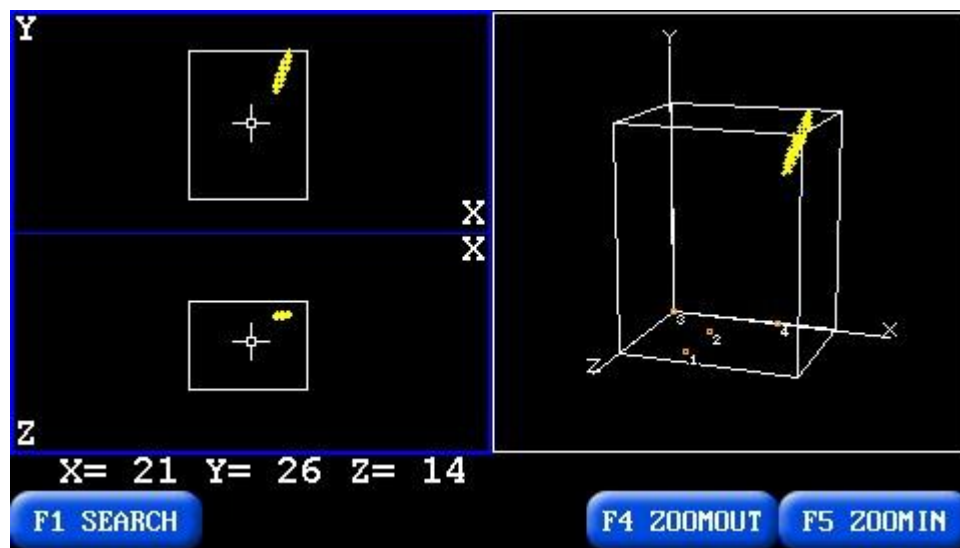 Y
X
X
Z
X= 21 Y= 26 Z= 14
Y
3
4
X
2
1
Z
F1 SEARCH
F4 ZOOMOUT
F5 ZOOMIN